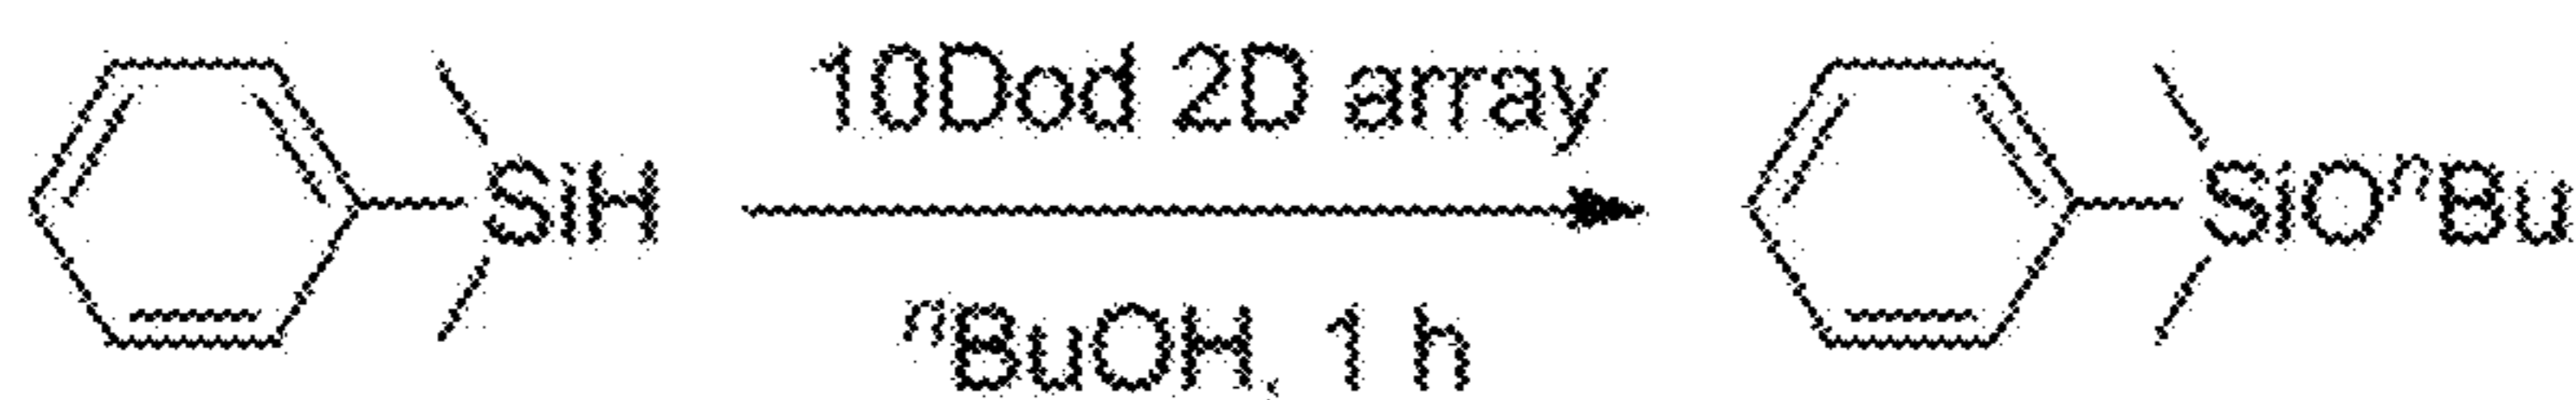 10Dod 2D array
SiH
SiOⁿBu
ⁿBuOH, 1 h